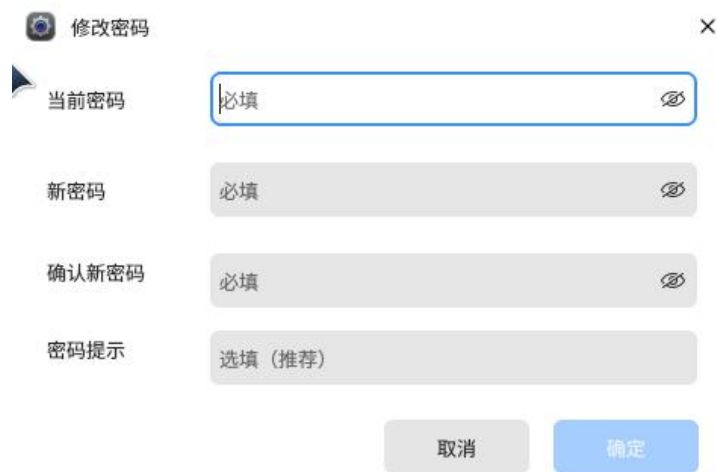 修改密码
当前密码 必填
新密码 必填
确认新密码 必填
密码提示 选填（推荐）
取消 确定